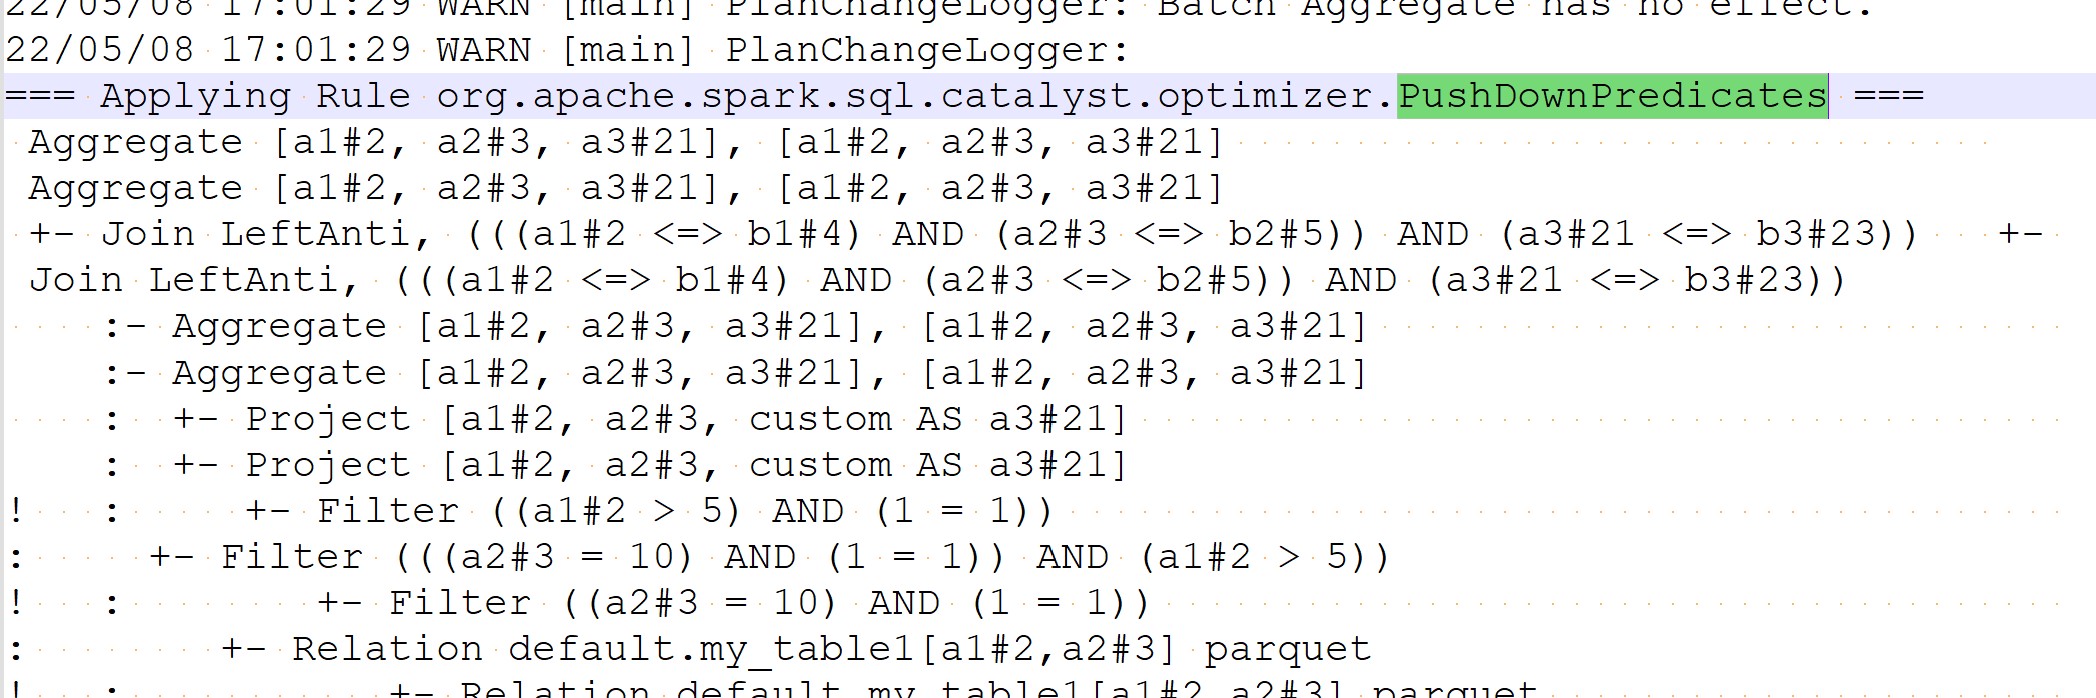 22/05/08 17:01:29 WARN [main] PlanChangeLogger: Batch Aggregate has no effect.
22/05/08 17:01:29 WARN [main] PlanChangeLogger:
=== Applying Rule org.apache.spark.sql.catalyst.optimizer.PushDownPredicates ===
Aggregate [a1#2, a2#3, a3#21], [a1#2, a2#3, a3#21]
Aggregate [a1#2, a2#3, a3#21], [a1#2, a2#3, a3#21]
+- Join LeftAnti, (((a1#2 <=> b1#4) AND (a2#3 <=> b2#5)) AND (a3#21 <=> b3#23)) +-
Join LeftAnti, (((a1#2 <=> b1#4) AND (a2#3 <=> b2#5)) AND (a3#21 <=> b3#23))
:- Aggregate [a1#2, a2#3, a3#21], [a1#2, a2#3, a3#21]
:- Aggregate [a1#2, a2#3, a3#21], [a1#2, a2#3, a3#21]
: +- Project [a1#2, a2#3, custom AS a3#21]
: +- Project [a1#2, a2#3, custom AS a3#21]
! : +- Filter ((a1#2 > 5) AND (1 = 1))
: +- Filter (((a2#3 = 10) AND (1 = 1)) AND (a1#2 > 5))
! : +- Filter ((a2#3 = 10) AND (1 = 1))
: +- Relation default.my_table1[a1#2,a2#3] parquet
! : +- Relation default.my_table1[a1#2,a2#3] parquet